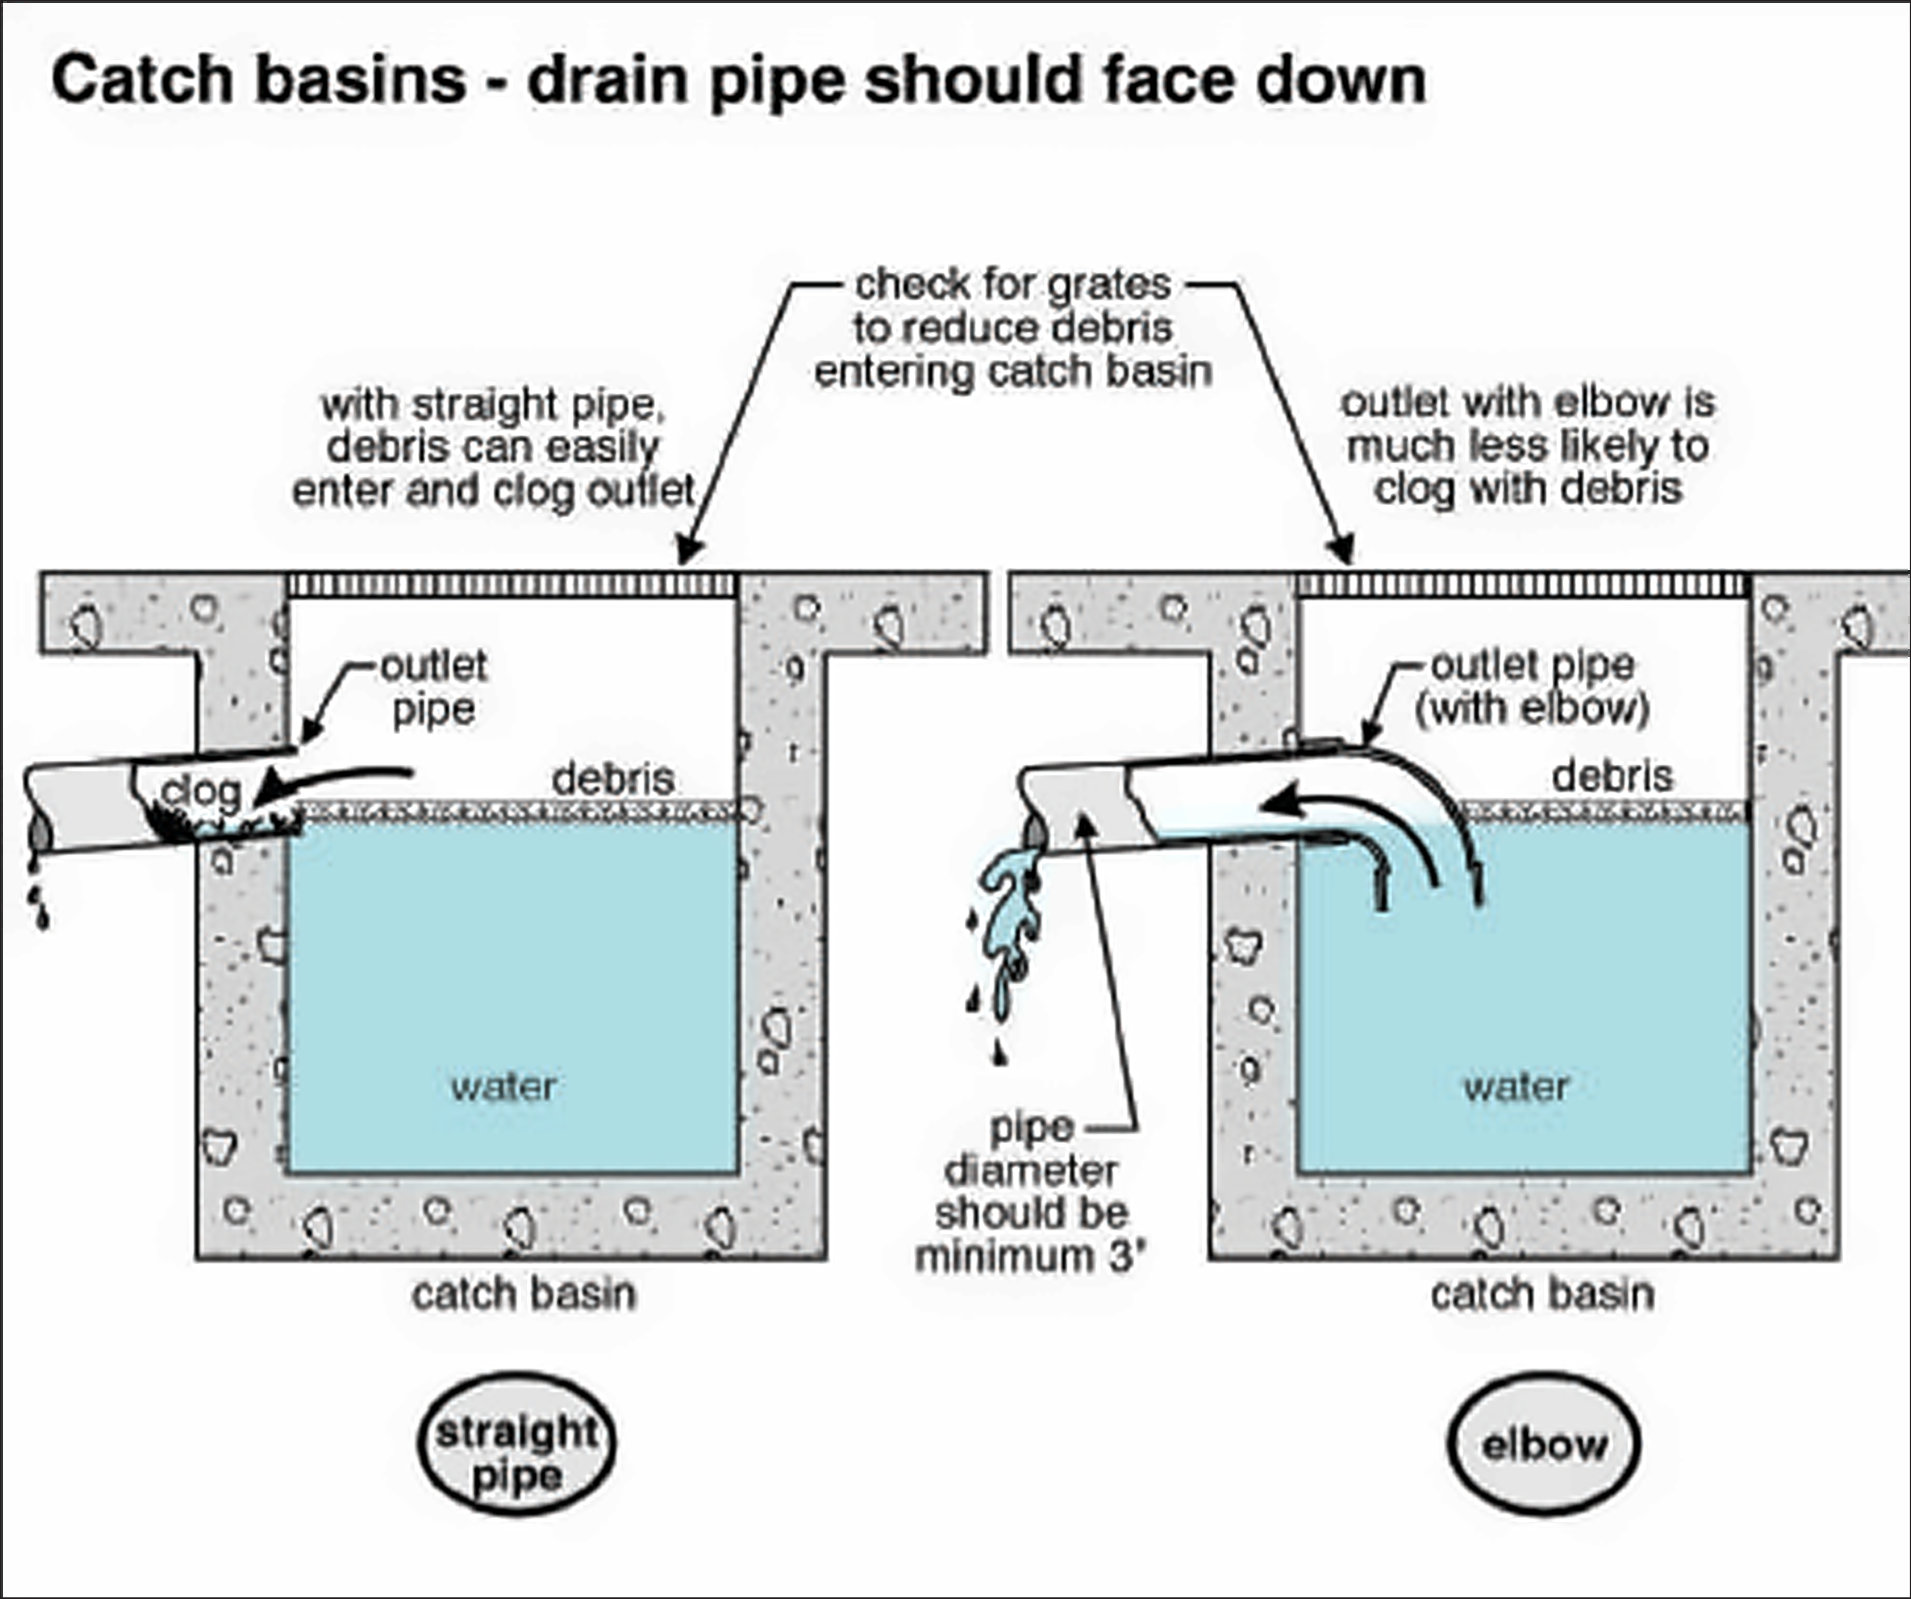 Catch basins - drain pipe should face down
check for grates
to reduce debris
entering catch basin
with straight pipe,
debris can easily
enter and clog outlet
outlet with elbow is
much less likely to
clog with debris
outlet
pipe
clog
debris
water
catch basin
straight
pipe
outlet pipe
(with elbow)
debris
water
pipe
diameter
should be
minimum 3"
catch basin
elbow